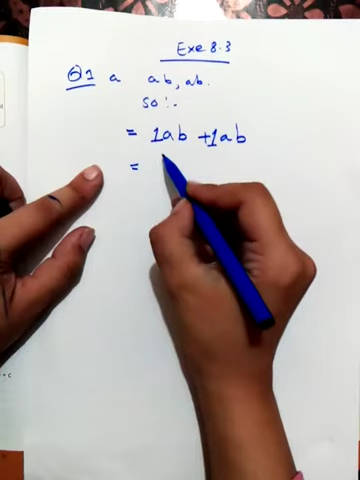 Exe 8.3
Q1 a ab, ab.
So :.
= 1ab + 1ab
=